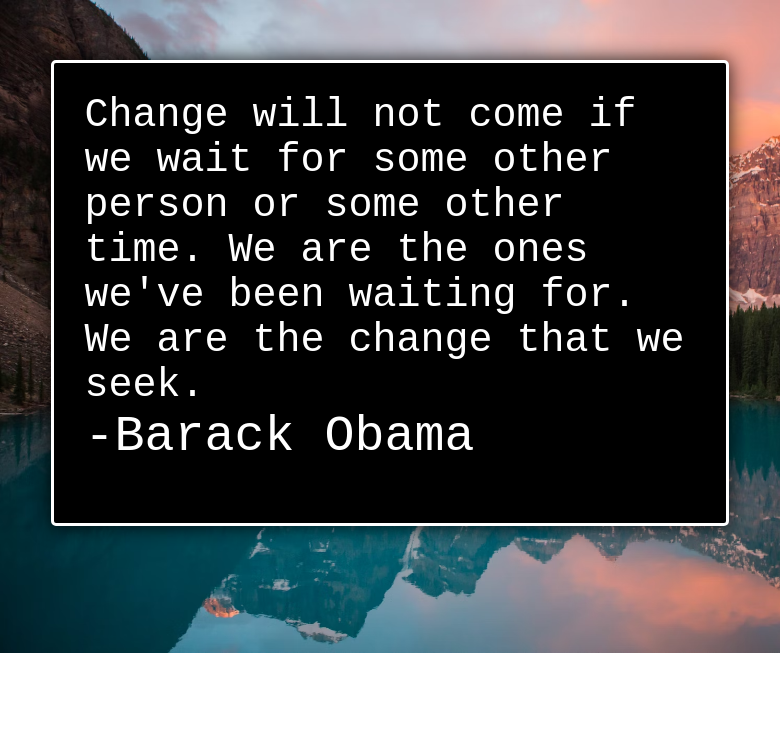 Change will not come if
we wait for some other
person or some other
time. We are the ones
we've been waiting for.
We are the change that we
seek.
-Barack Obama